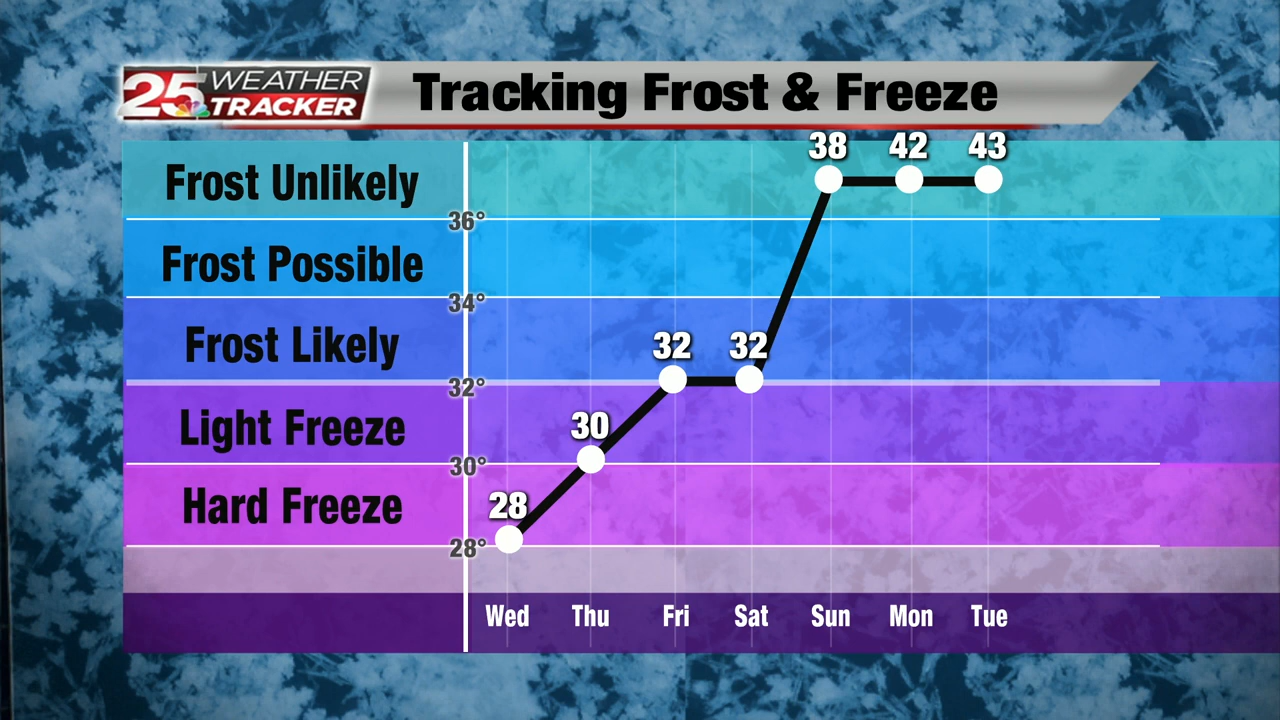 25 WEATHER
TRACKER
Tracking Frost & Freeze
38 42 43
Frost Unlikely
36°
Frost Possible
34°
Frost Likely
32 32
32°
Light Freeze
30
30°
Hard Freeze
28
28°
Wed Thu Fri Sat Sun Mon Tue